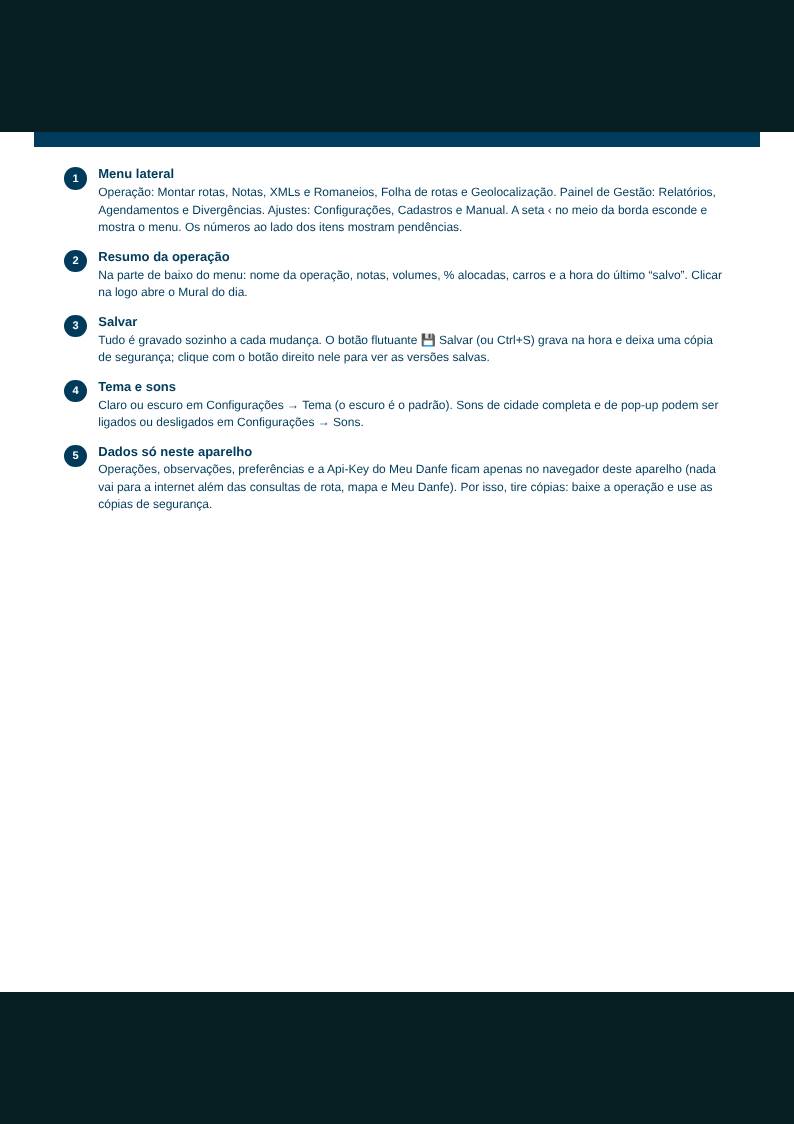 1 Menu lateral
Operação: Montar rotas, Notas, XMLs e Romaneios, Folha de rotas e Geolocalização. Painel de Gestão: Relatórios,
Agendamentos e Divergências. Ajustes: Configurações, Cadastros e Manual. A seta ‹ no meio da borda esconde e
mostra o menu. Os números ao lado dos itens mostram pendências.
2 Resumo da operação
Na parte de baixo do menu: nome da operação, notas, volumes, % alocadas, carros e a hora do último “salvo”. Clicar
na logo abre o Mural do dia.
3 Salvar
Tudo é gravado sozinho a cada mudança. O botão flutuante 💾 Salvar (ou Ctrl+S) grava na hora e deixa uma cópia
de segurança; clique com o botão direito nele para ver as versões salvas.
4 Tema e sons
Claro ou escuro em Configurações → Tema (o escuro é o padrão). Sons de cidade completa e de pop-up podem ser
ligados ou desligados em Configurações → Sons.
5 Dados só neste aparelho
Operações, observações, preferências e a Api-Key do Meu Danfe ficam apenas no navegador deste aparelho (nada
vai para a internet além das consultas de rota, mapa e Meu Danfe). Por isso, tire cópias: baixe a operação e use as
cópias de segurança.